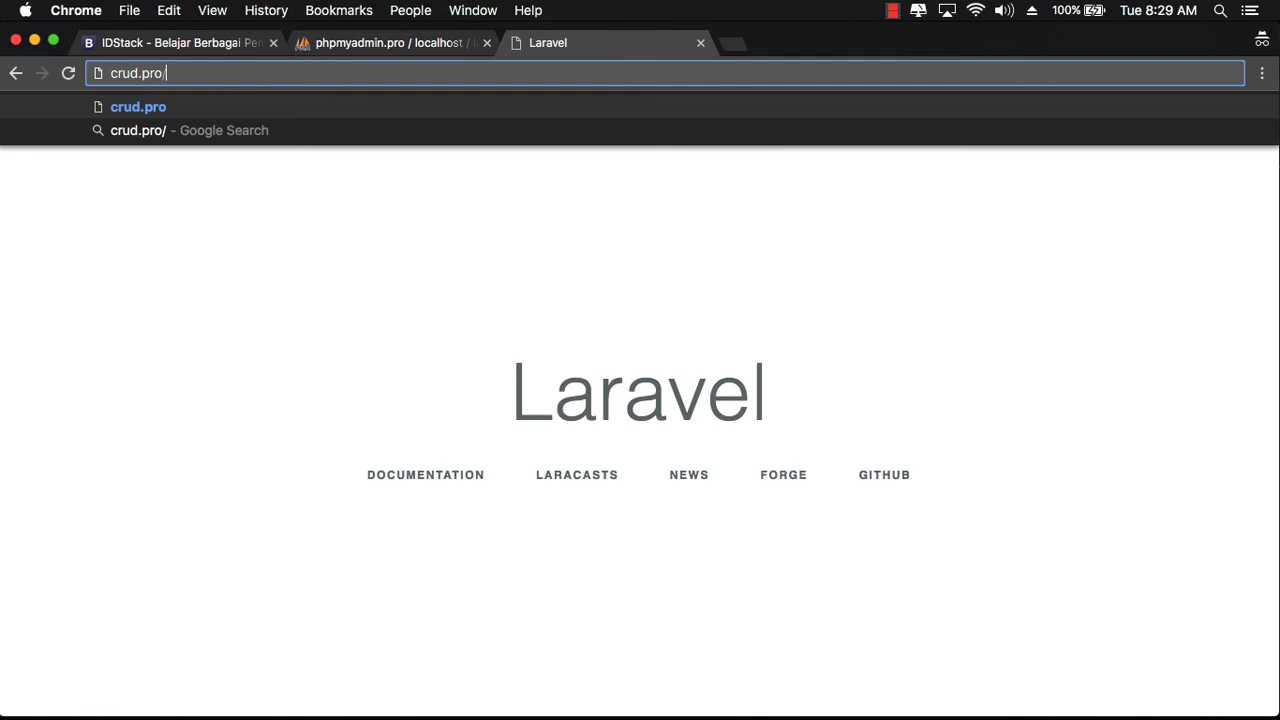 Chrome File Edit View History Bookmarks People Window Help 100% Tue 8:29 AM
B IDStack - Belajar Berbagai Per phpmyadmin.pro / localhost / Laravel
crud.pro/
crud.pro
crud.pro/ - Google Search
Laravel
DOCUMENTATION LARACASTS NEWS FORGE GITHUB